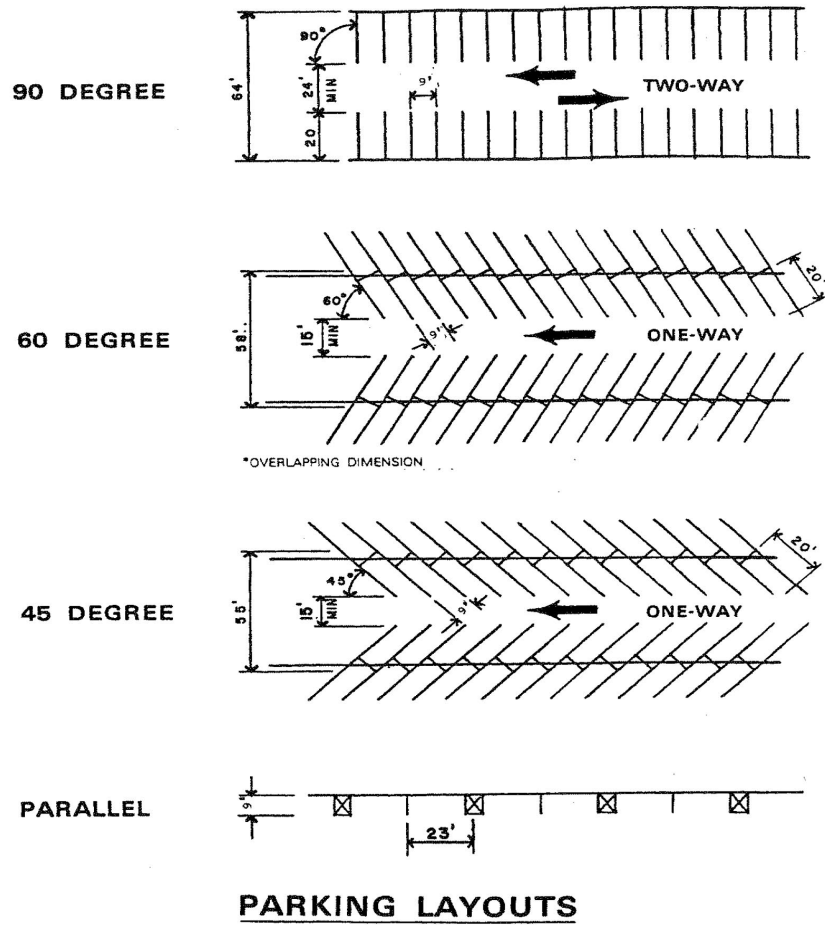 90 DEGREE
90°
64'
24' MIN
20
9'
TWO-WAY
60 DEGREE
60°
58'
15' MIN
9'
20'
ONE-WAY
*OVERLAPPING DIMENSION
45 DEGREE
45°
55'
15' MIN
9'
20'
ONE-WAY
PARALLEL
9'
23'
PARKING LAYOUTS